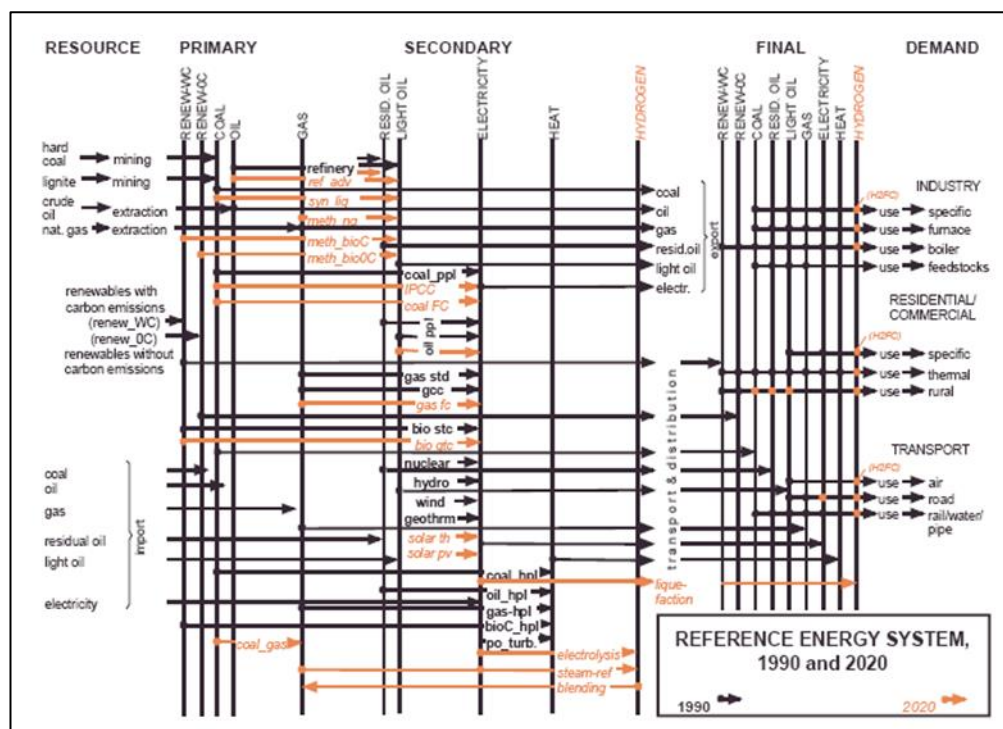 RESOURCE PRIMARY SECONDARY FINAL DEMAND
RENEW-WC
RENEW-0C
COAL
OIL
GAS
RESID. OIL
LIGHT OIL
ELECTRICITY
HEAT
HYDROGEN
RENEW-WC
RENEW-0C
COAL
RESID. OIL
LIGHT OIL
GAS
ELECTRICITY
HEAT
HYDROGEN
hard
coal mining
lignite mining
crude
oil extraction
nat. gas extraction
renewables with
carbon emissions
(renew_WC)
(renew_0C)
renewables without
carbon emissions
coal
oil
gas
residual oil
light oil
electricity
import
refinery
ref_adv
syn_liq
meth_ng
meth_bioC
meth_bio0C
coal_ppl
IPCC
coal FC
oil ppl
gas std
gcc
gas fc
bio stc
bio gtc
nuclear
hydro
wind
geothrm
solar th
solar pv
coal_hpl
oil_hpl
gas-hpl
bioC_hpl
po_turb.
coal_gas
electrolysis
steam-ref
blending
coal
oil
gas
resid.oil
light oil
electr.
export
transport & distribution
lique-
faction
INDUSTRY
(H2FC)
use specific
use furnace
use boiler
use feedstocks
RESIDENTIAL/
COMMERCIAL
(H2FC)
use specific
use thermal
use rural
TRANSPORT
(H2FC)
use air
use road
use rail/water/
pipe
REFERENCE ENERGY SYSTEM,
1990 and 2020
1990 2020